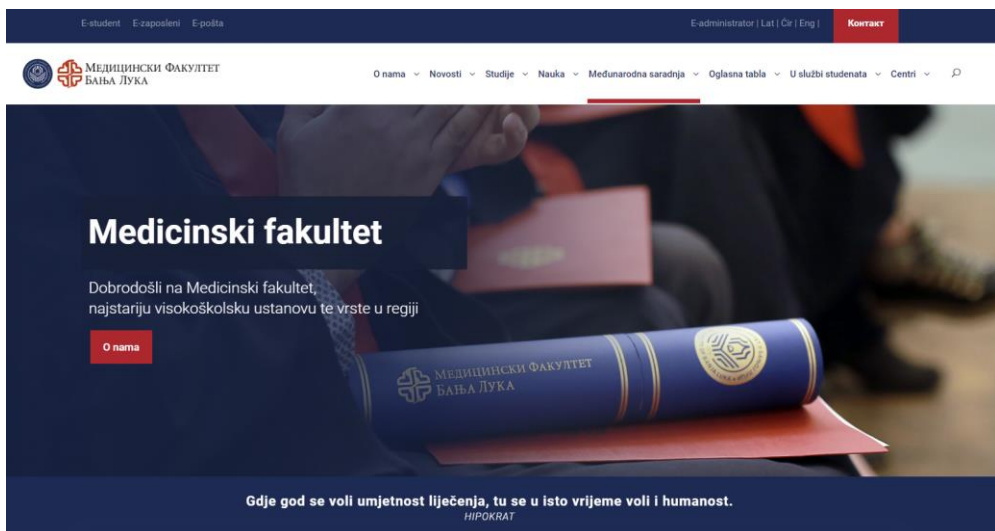 E-student E-zaposleni E-pošta
E-administrator | Lat | Ćir | Eng |
Контакт
Медицински Факултет
Бања Лука
O nama Novosti Studije Nauka Međunarodna saradnja Oglasna tabla U službi studenata Centri
Medicinski fakultet
Dobrodošli na Medicinski fakultet,
najstariju visokoškolsku ustanovu te vrste u regiji
O nama
Медицински Факултет
Бања Лука
Gdje god se voli umjetnost liječenja, tu se u isto vrijeme voli i humanost.
HIPOKRAT